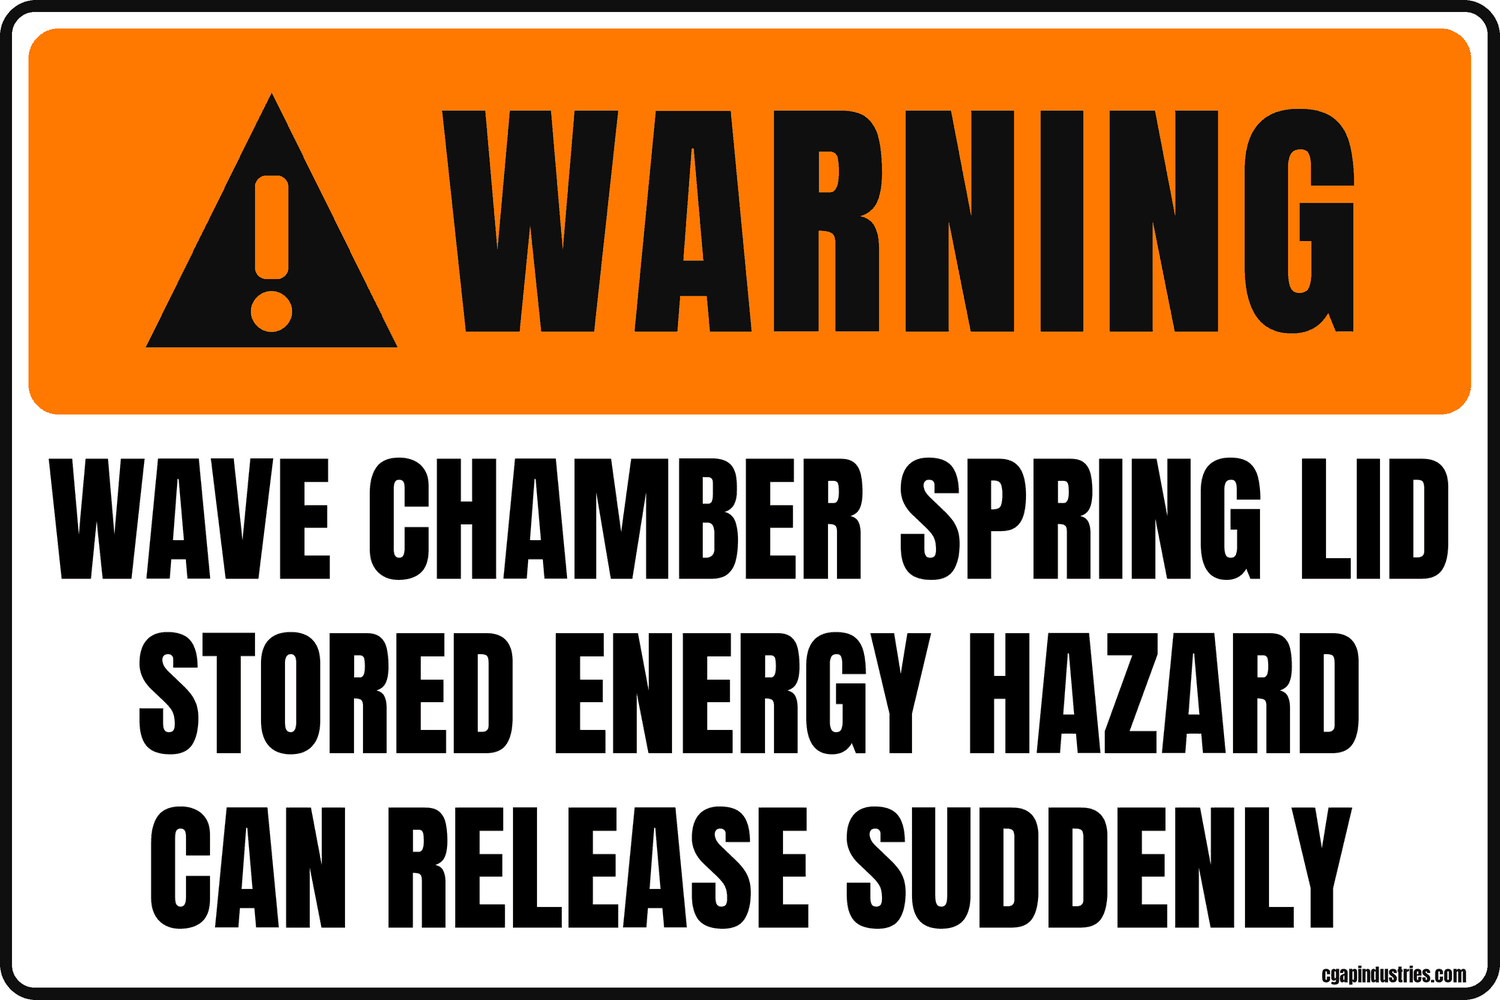 WARNING
WAVE CHAMBER SPRING LID
STORED ENERGY HAZARD
CAN RELEASE SUDDENLY
cgapindustries.com